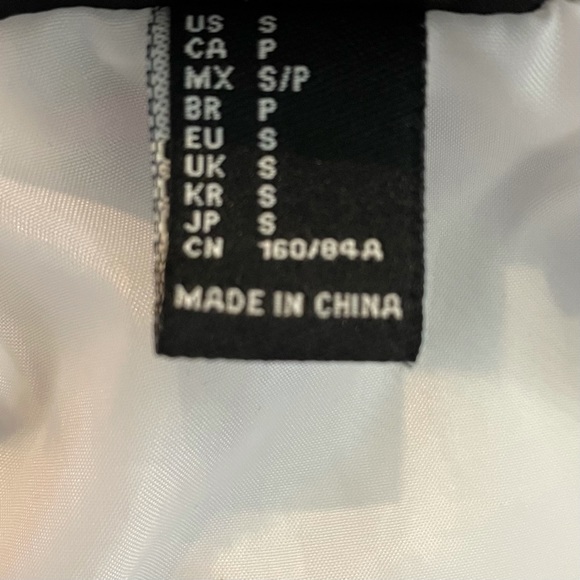 US S
CA P
MX S/P
BR P
EU S
UK S
KR S
JP S
CN 160/84A
MADE IN CHINA